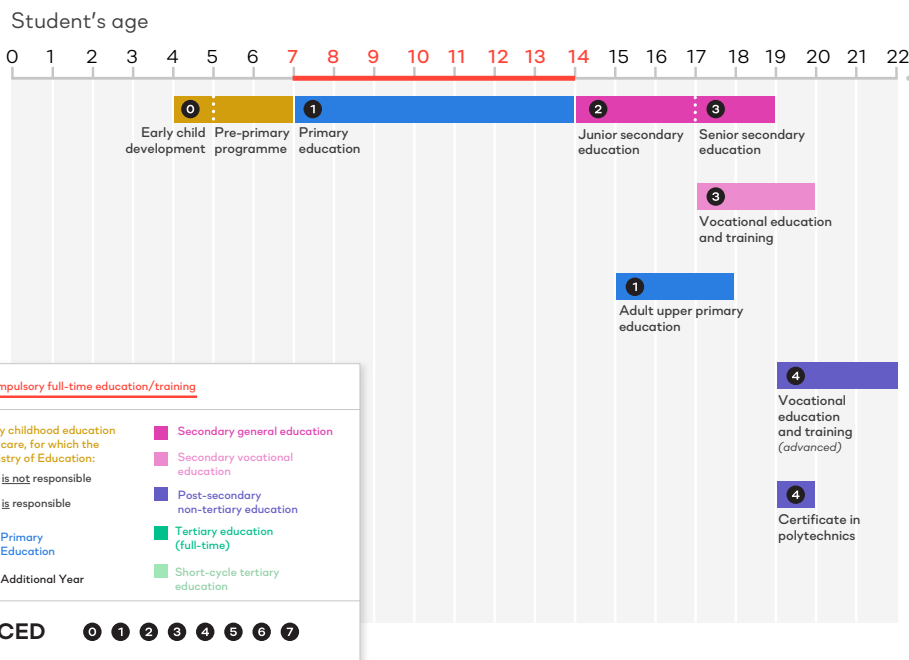 Student's age
0 1 2 3 4 5 6 7 8 9 10 11 12 13 14 15 16 17 18 19 20 21 22
0
1
2
3
Early child
development
Pre-primary
programme
Primary
education
Junior secondary
education
Senior secondary
education
3
Vocational education
and training
1
Adult upper primary
education
4
Vocational
education
and training
(advanced)
4
Certificate in
polytechnics
mpulsory full-time education/training
y childhood education
care, for which the
stry of Education:
is not responsible
is responsible
Primary
Education
Additional Year
Secondary general education
Secondary vocational
education
Post-secondary
non-tertiary education
Tertiary education
(full-time)
Short-cycle tertiary
education
CED 0 1 2 3 4 5 6 7